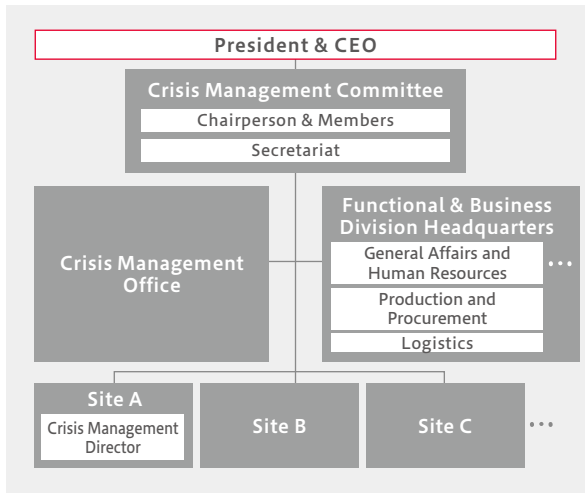 President & CEO
Crisis Management Committee
Chairperson & Members
Secretariat
Crisis Management
Office
Functional & Business
Division Headquarters
General Affairs and
Human Resources
...
Production and
Procurement
Logistics
Site A
Crisis Management
Director
Site B
Site C
...